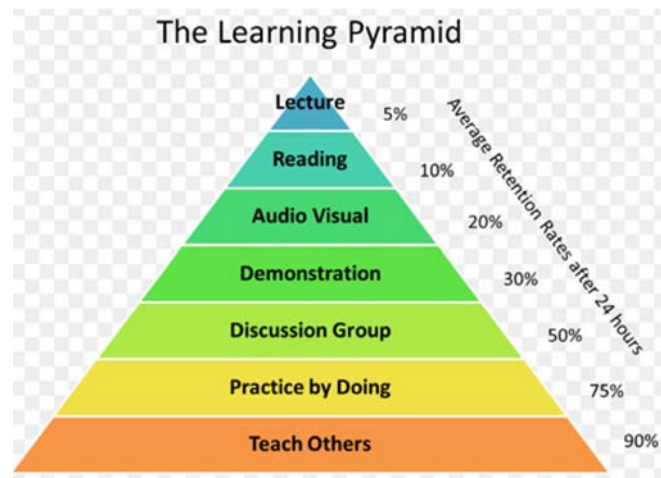 The Learning Pyramid
Lecture
5%
Reading
10%
Audio Visual
20%
Demonstration
30%
Discussion Group
50%
Practice by Doing
75%
Teach Others
90%
Average Retention Rates after 24 hours